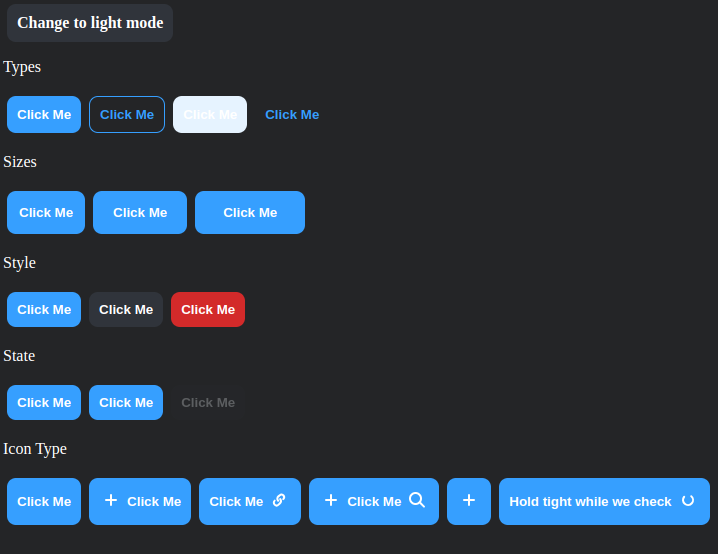 Change to light mode
Types
Click Me Click Me Click Me Click Me
Sizes
Click Me Click Me Click Me
Style
Click Me Click Me Click Me
State
Click Me Click Me Click Me
Icon Type
Click Me Click Me Click Me Click Me Hold tight while we check